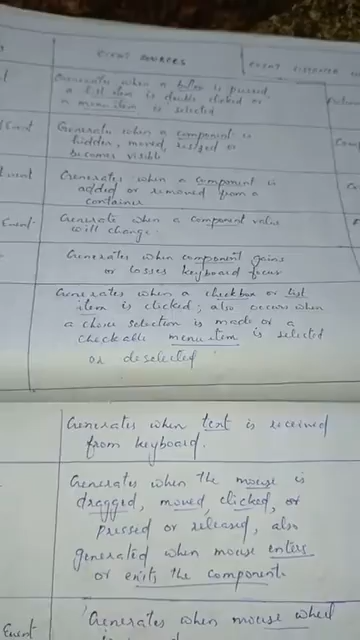 EVENT SOURCES
EVENT LISTENER
Generates when a button is pressed
a list item is double clicked or
a menu item is selected
Event
Generate when a component is
hidden, moved, resized or
becomes visible
Event
Generates when a component is
added or removed from a
container
Event
Generate when a component value
will change.
Generates when component gains
or losses keyboard focus
Generates when a checkbox or list
item is clicked; also occurs when
a choice selection is made or a
checkable menu item is selected
or deselected
Generates when text is received
from keyboard.
Generates when the mouse is
dragged, moved, clicked, or
pressed or released, also
generated when mouse enters
or exits the component.
Event
Generates when mouse wheel